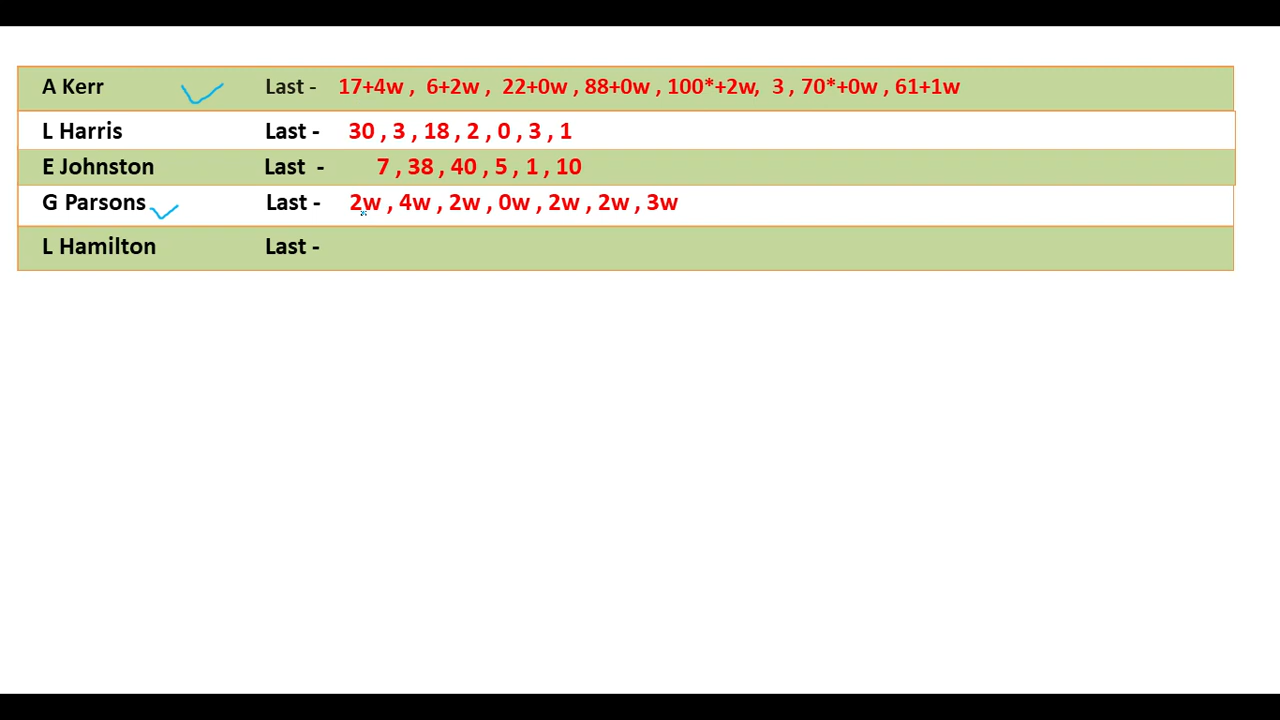 A Kerr Last - 17+4w , 6+2w , 22+0w , 88+0w , 100*+2w, 3 , 70*+0w , 61+1w
L Harris Last - 30 , 3 , 18 , 2 , 0 , 3 , 1
E Johnston Last - 7 , 38 , 40 , 5 , 1 , 10
G Parsons Last - 2w , 4w , 2w , 0w , 2w , 2w , 3w
L Hamilton Last -